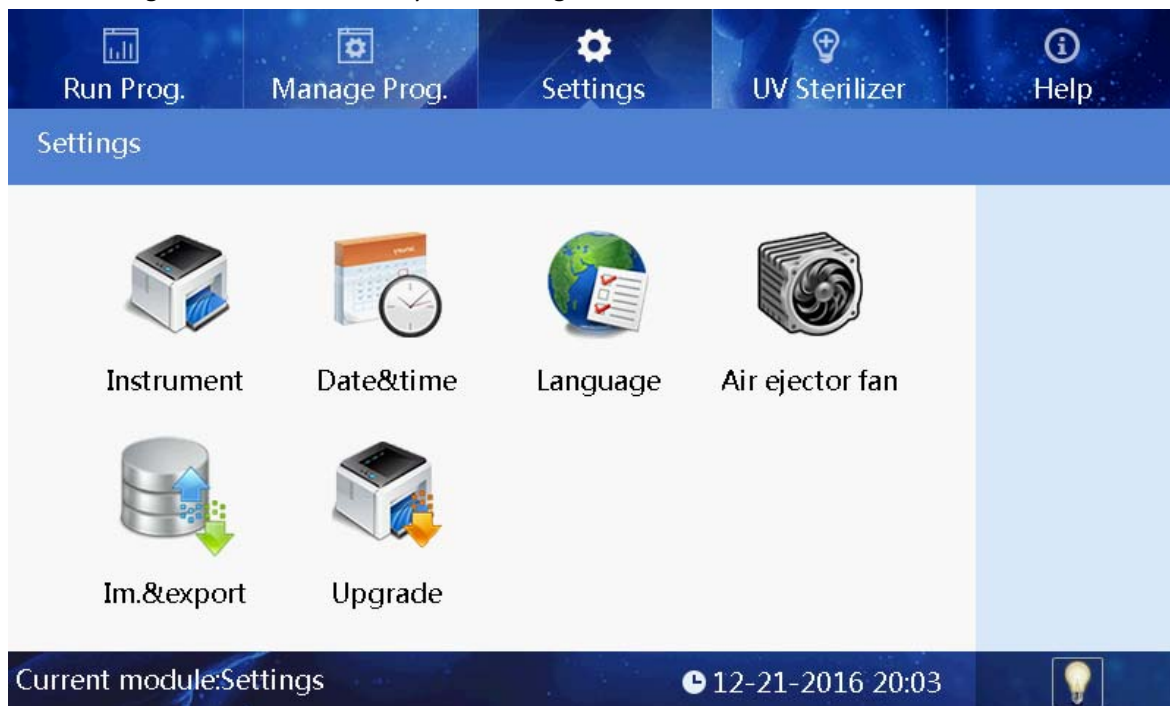 Run Prog. Manage Prog. Settings UV Sterilizer Help
Settings
Instrument Date&time Language Air ejector fan
Im.&export Upgrade
Current module:Settings 12-21-2016 20:03